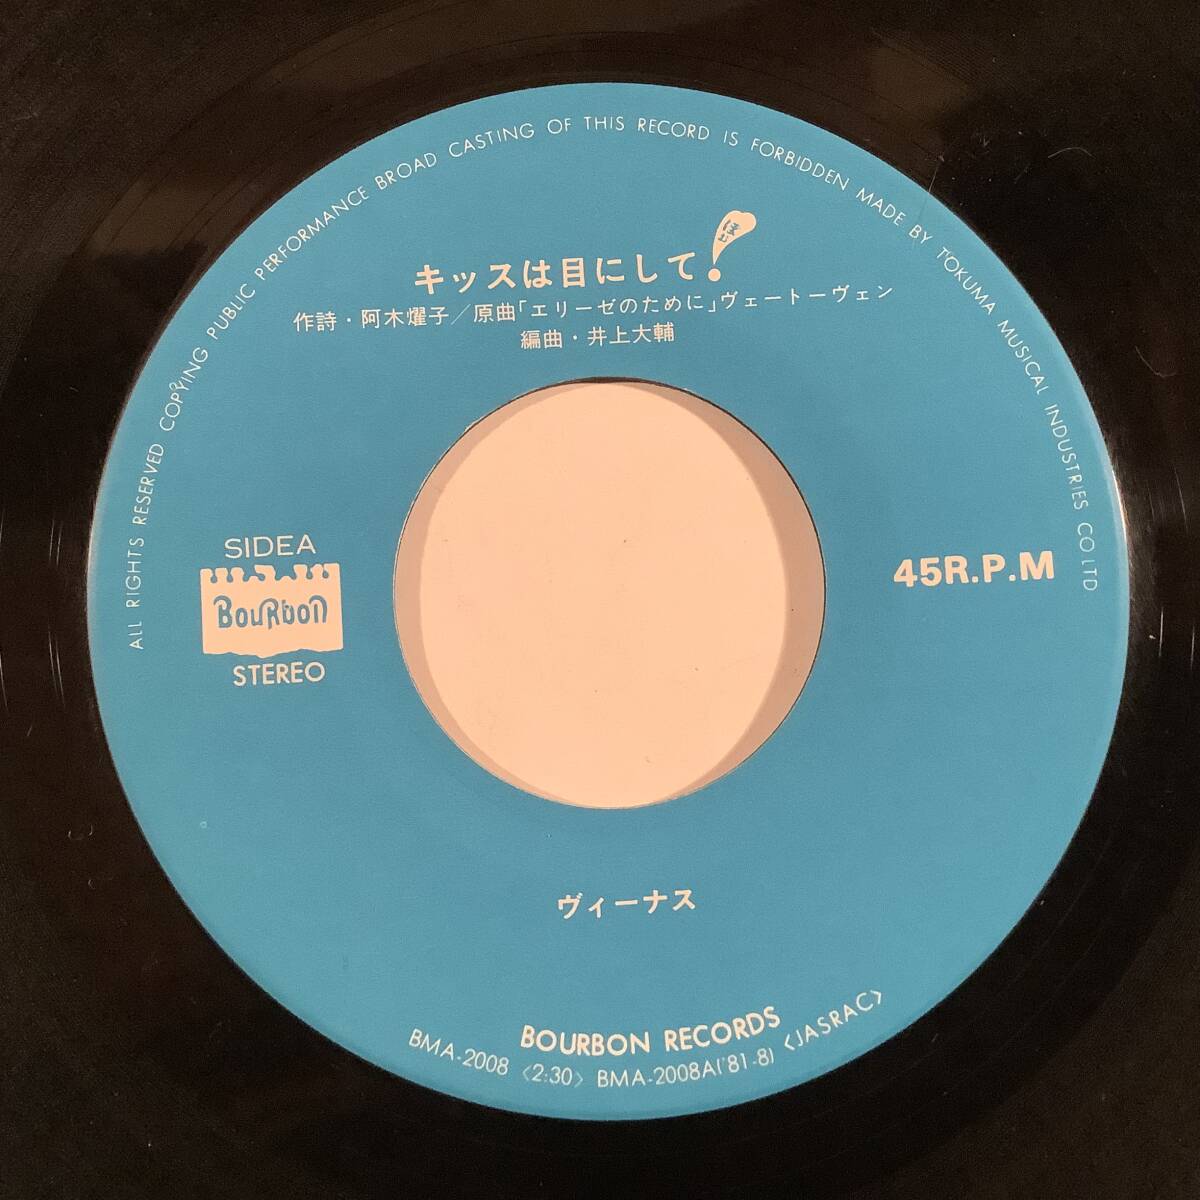 ALL RIGHTS RESERVED COPYING PUBLIC PERFORMANCE BROAD CASTING OF THIS RECORD IS FORBIDDEN MADE BY TOKUMA MUSICAL INDUSTRIES CO LTD
キッスは目にして!
作詩・阿木燿子/原曲「エリーゼのために」ヴェートーヴェン
編曲・井上大輔
SIDEA
BouRbon
STEREO
45R.P.M
ヴィーナス
BOURBON RECORDS
BMA-2008 〈2:30〉 BMA-2008A('81-8) 〈JASRAC〉